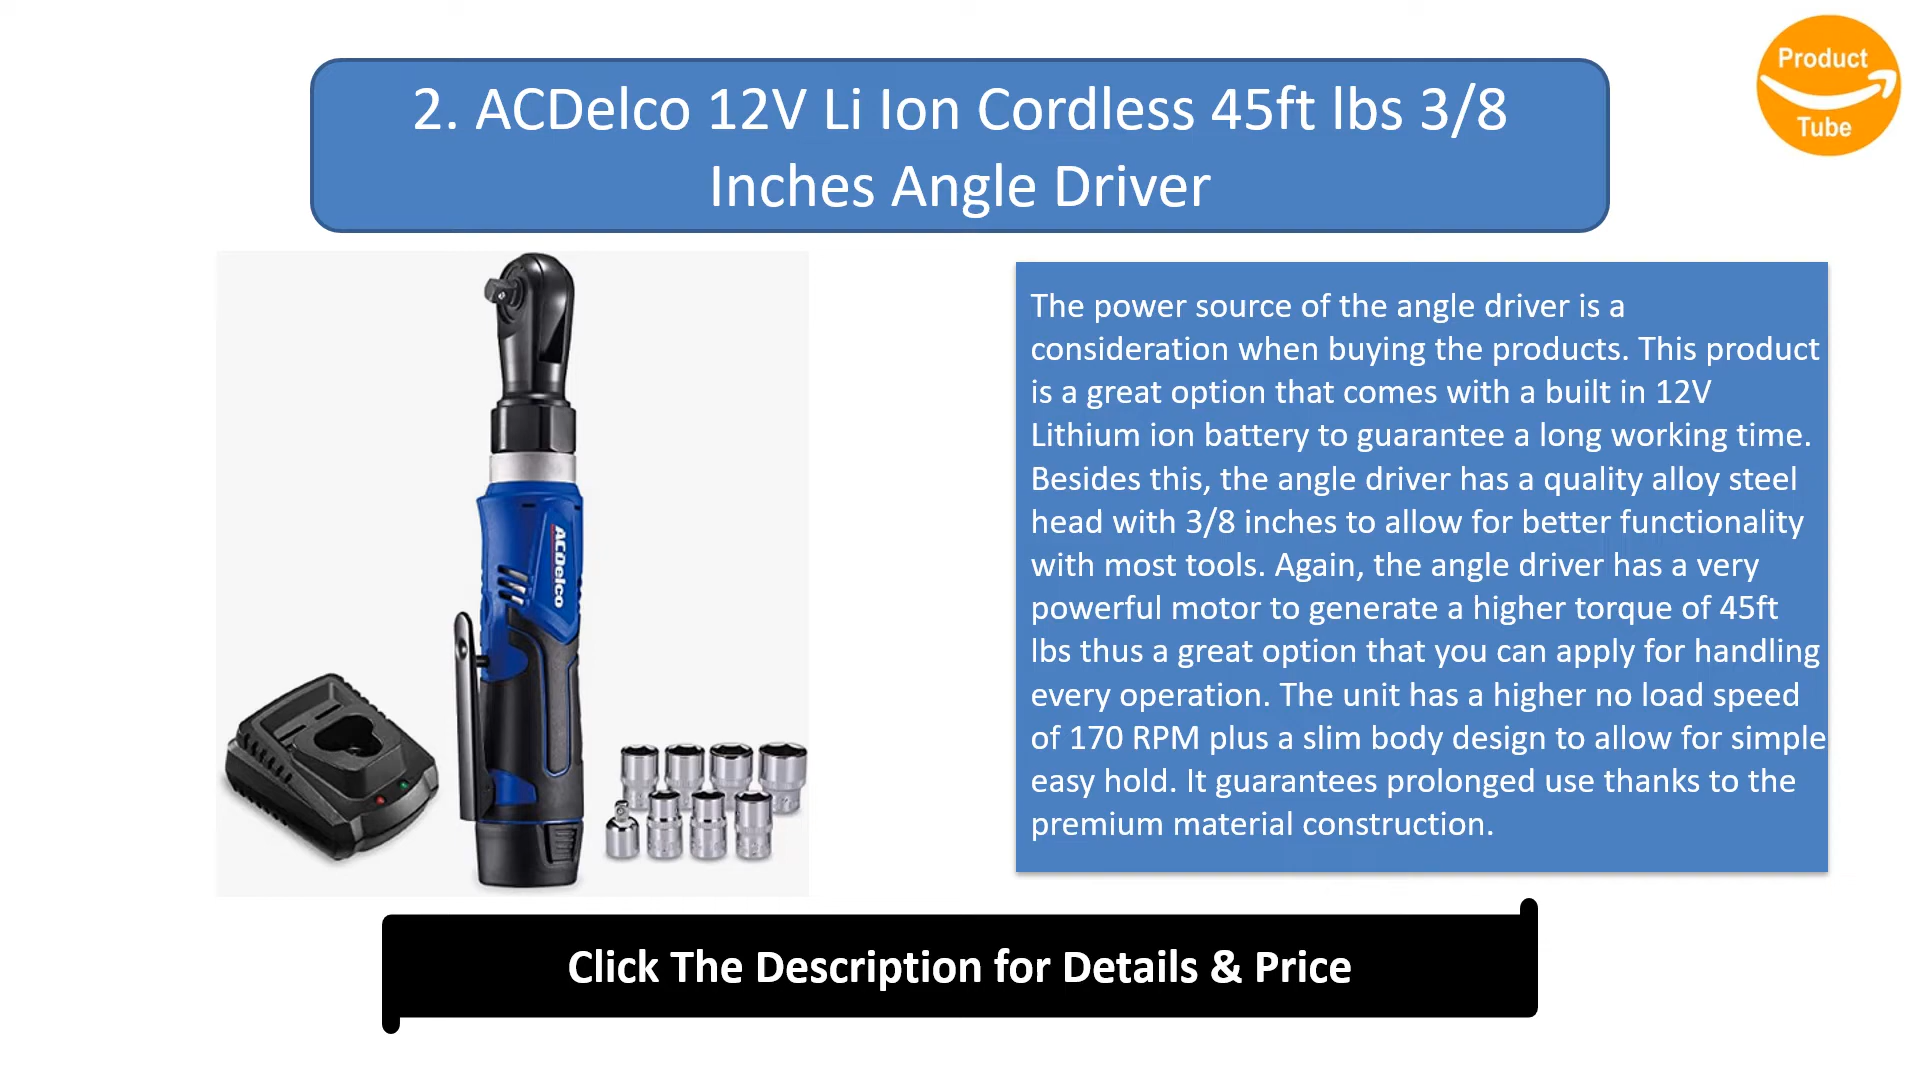 Product
Tube
2. ACDelco 12V Li Ion Cordless 45ft lbs 3/8
Inches Angle Driver
ACDelco
The power source of the angle driver is a
consideration when buying the products. This product
is a great option that comes with a built in 12V
Lithium ion battery to guarantee a long working time.
Besides this, the angle driver has a quality alloy steel
head with 3/8 inches to allow for better functionality
with most tools. Again, the angle driver has a very
powerful motor to generate a higher torque of 45ft
lbs thus a great option that you can apply for handling
every operation. The unit has a higher no load speed
of 170 RPM plus a slim body design to allow for simple
easy hold. It guarantees prolonged use thanks to the
premium material construction.
Click The Description for Details & Price